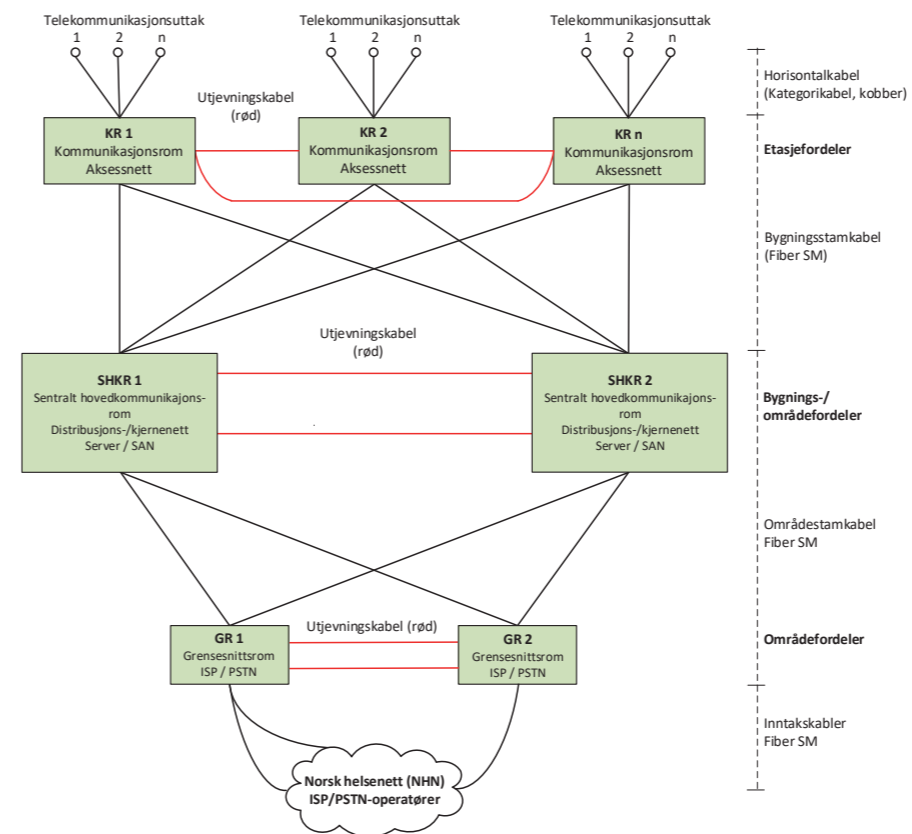 Telekommunikasjonsuttak
1 2 n
Telekommunikasjonsuttak
1 2 n
Telekommunikasjonsuttak
1 2 n
Horisontalkabel
(Kategorikabel, kobber)
Utjevningskabel
(rød)
KR 1
Kommunikasjonsrom
Aksessnett
KR 2
Kommunikasjonsrom
Aksessnett
KR n
Kommunikasjonsrom
Aksessnett
Etasjefordeler
Bygningsstamkabel
(Fiber SM)
Utjevningskabel
(rød)
SHKR 1
Sentralt hovedkommunikajons-
rom
Distribusjons-/kjernenett
Server / SAN
SHKR 2
Sentralt hovedkommunikajons-
rom
Distribusjons-/kjernenett
Server / SAN
Bygnings-/
områdefordeler
Områdestamkabel
Fiber SM
GR 1
Grensesnittsrom
ISP / PSTN
Utjevningskabel (rød)
GR 2
Grensesnittsrom
ISP / PSTN
Områdefordeler
Inntakskabler
Fiber SM
Norsk helsenett (NHN)
ISP/PSTN-operatører